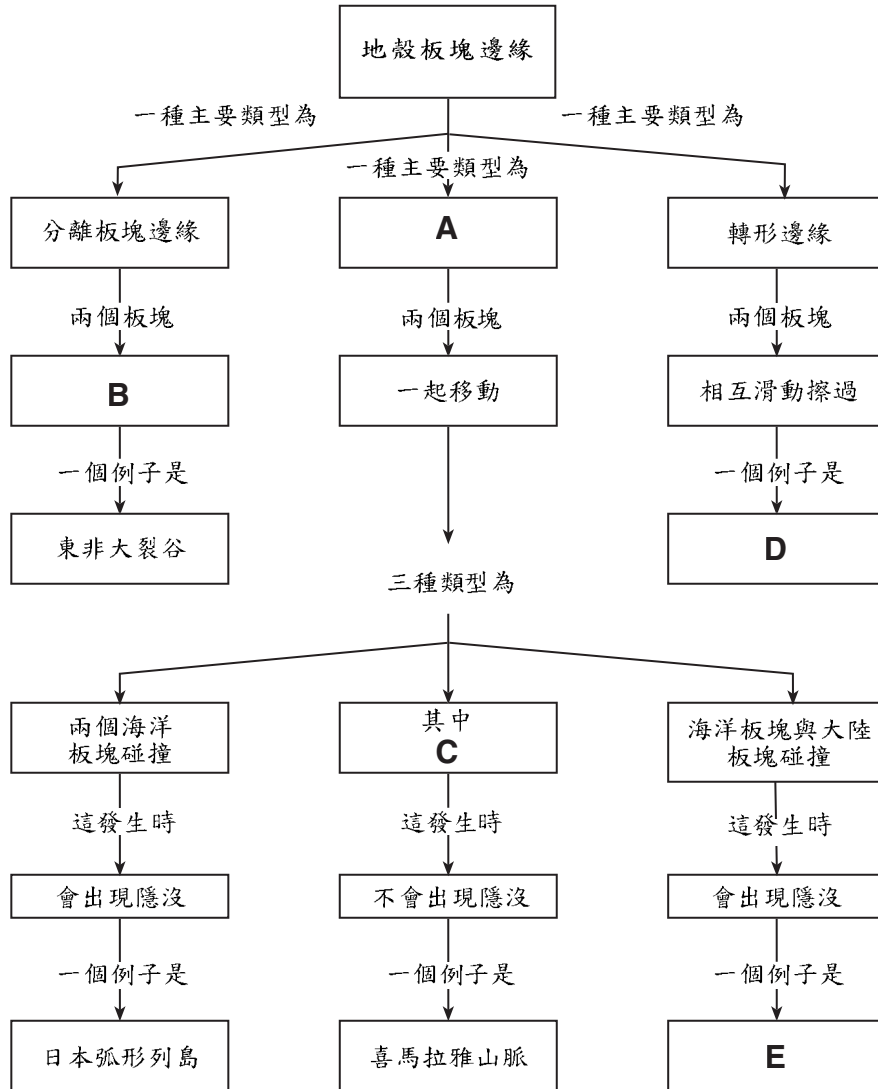 地殼板塊邊緣
一種主要類型為
一種主要類型為
一種主要類型為
分離板塊邊緣
A
轉形邊緣
兩個板塊
兩個板塊
兩個板塊
B
一起移動
相互滑動擦過
一個例子是
一個例子是
東非大裂谷
D
三種類型為
兩個海洋
板塊碰撞
其中
C
海洋板塊與大陸
板塊碰撞
這發生時
這發生時
這發生時
會出現隱沒
不會出現隱沒
會出現隱沒
一個例子是
一個例子是
一個例子是
日本弧形列島
喜馬拉雅山脈
E